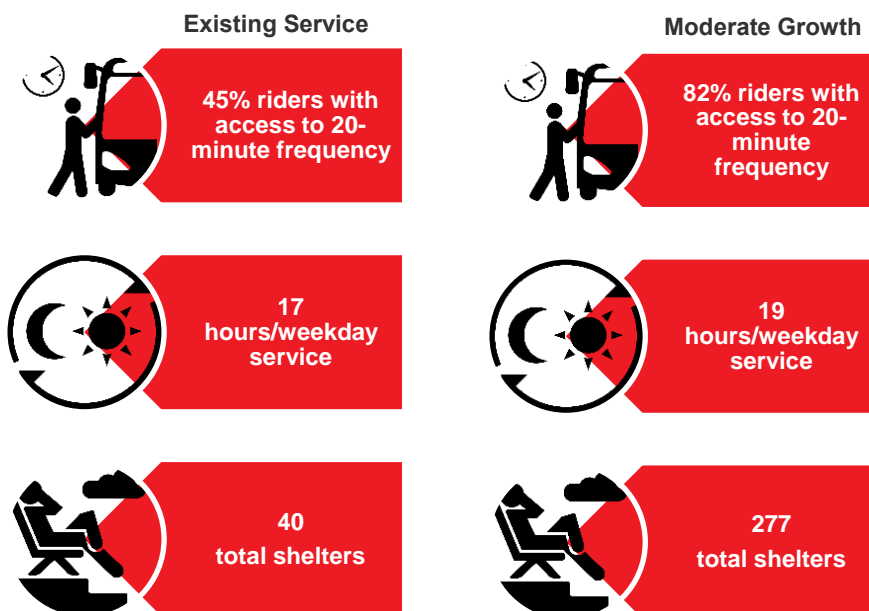 Existing Service
45% riders with
access to 20-
minute frequency
17
hours/weekday
service
40
total shelters
Moderate Growth
82% riders with
access to 20-
minute
frequency
19
hours/weekday
service
277
total shelters